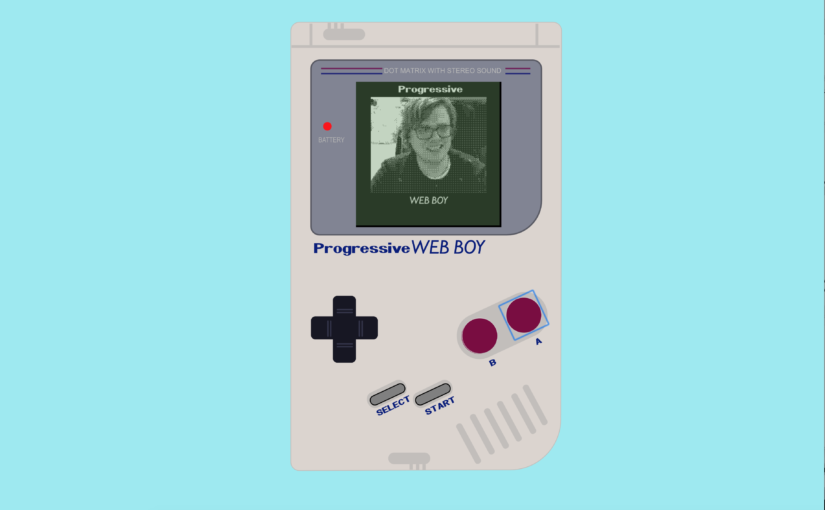 DOT MATRIX WITH STEREO SOUND
Progressive
BATTERY
WEB BOY
Progressive WEB BOY
A
B
SELECT
START